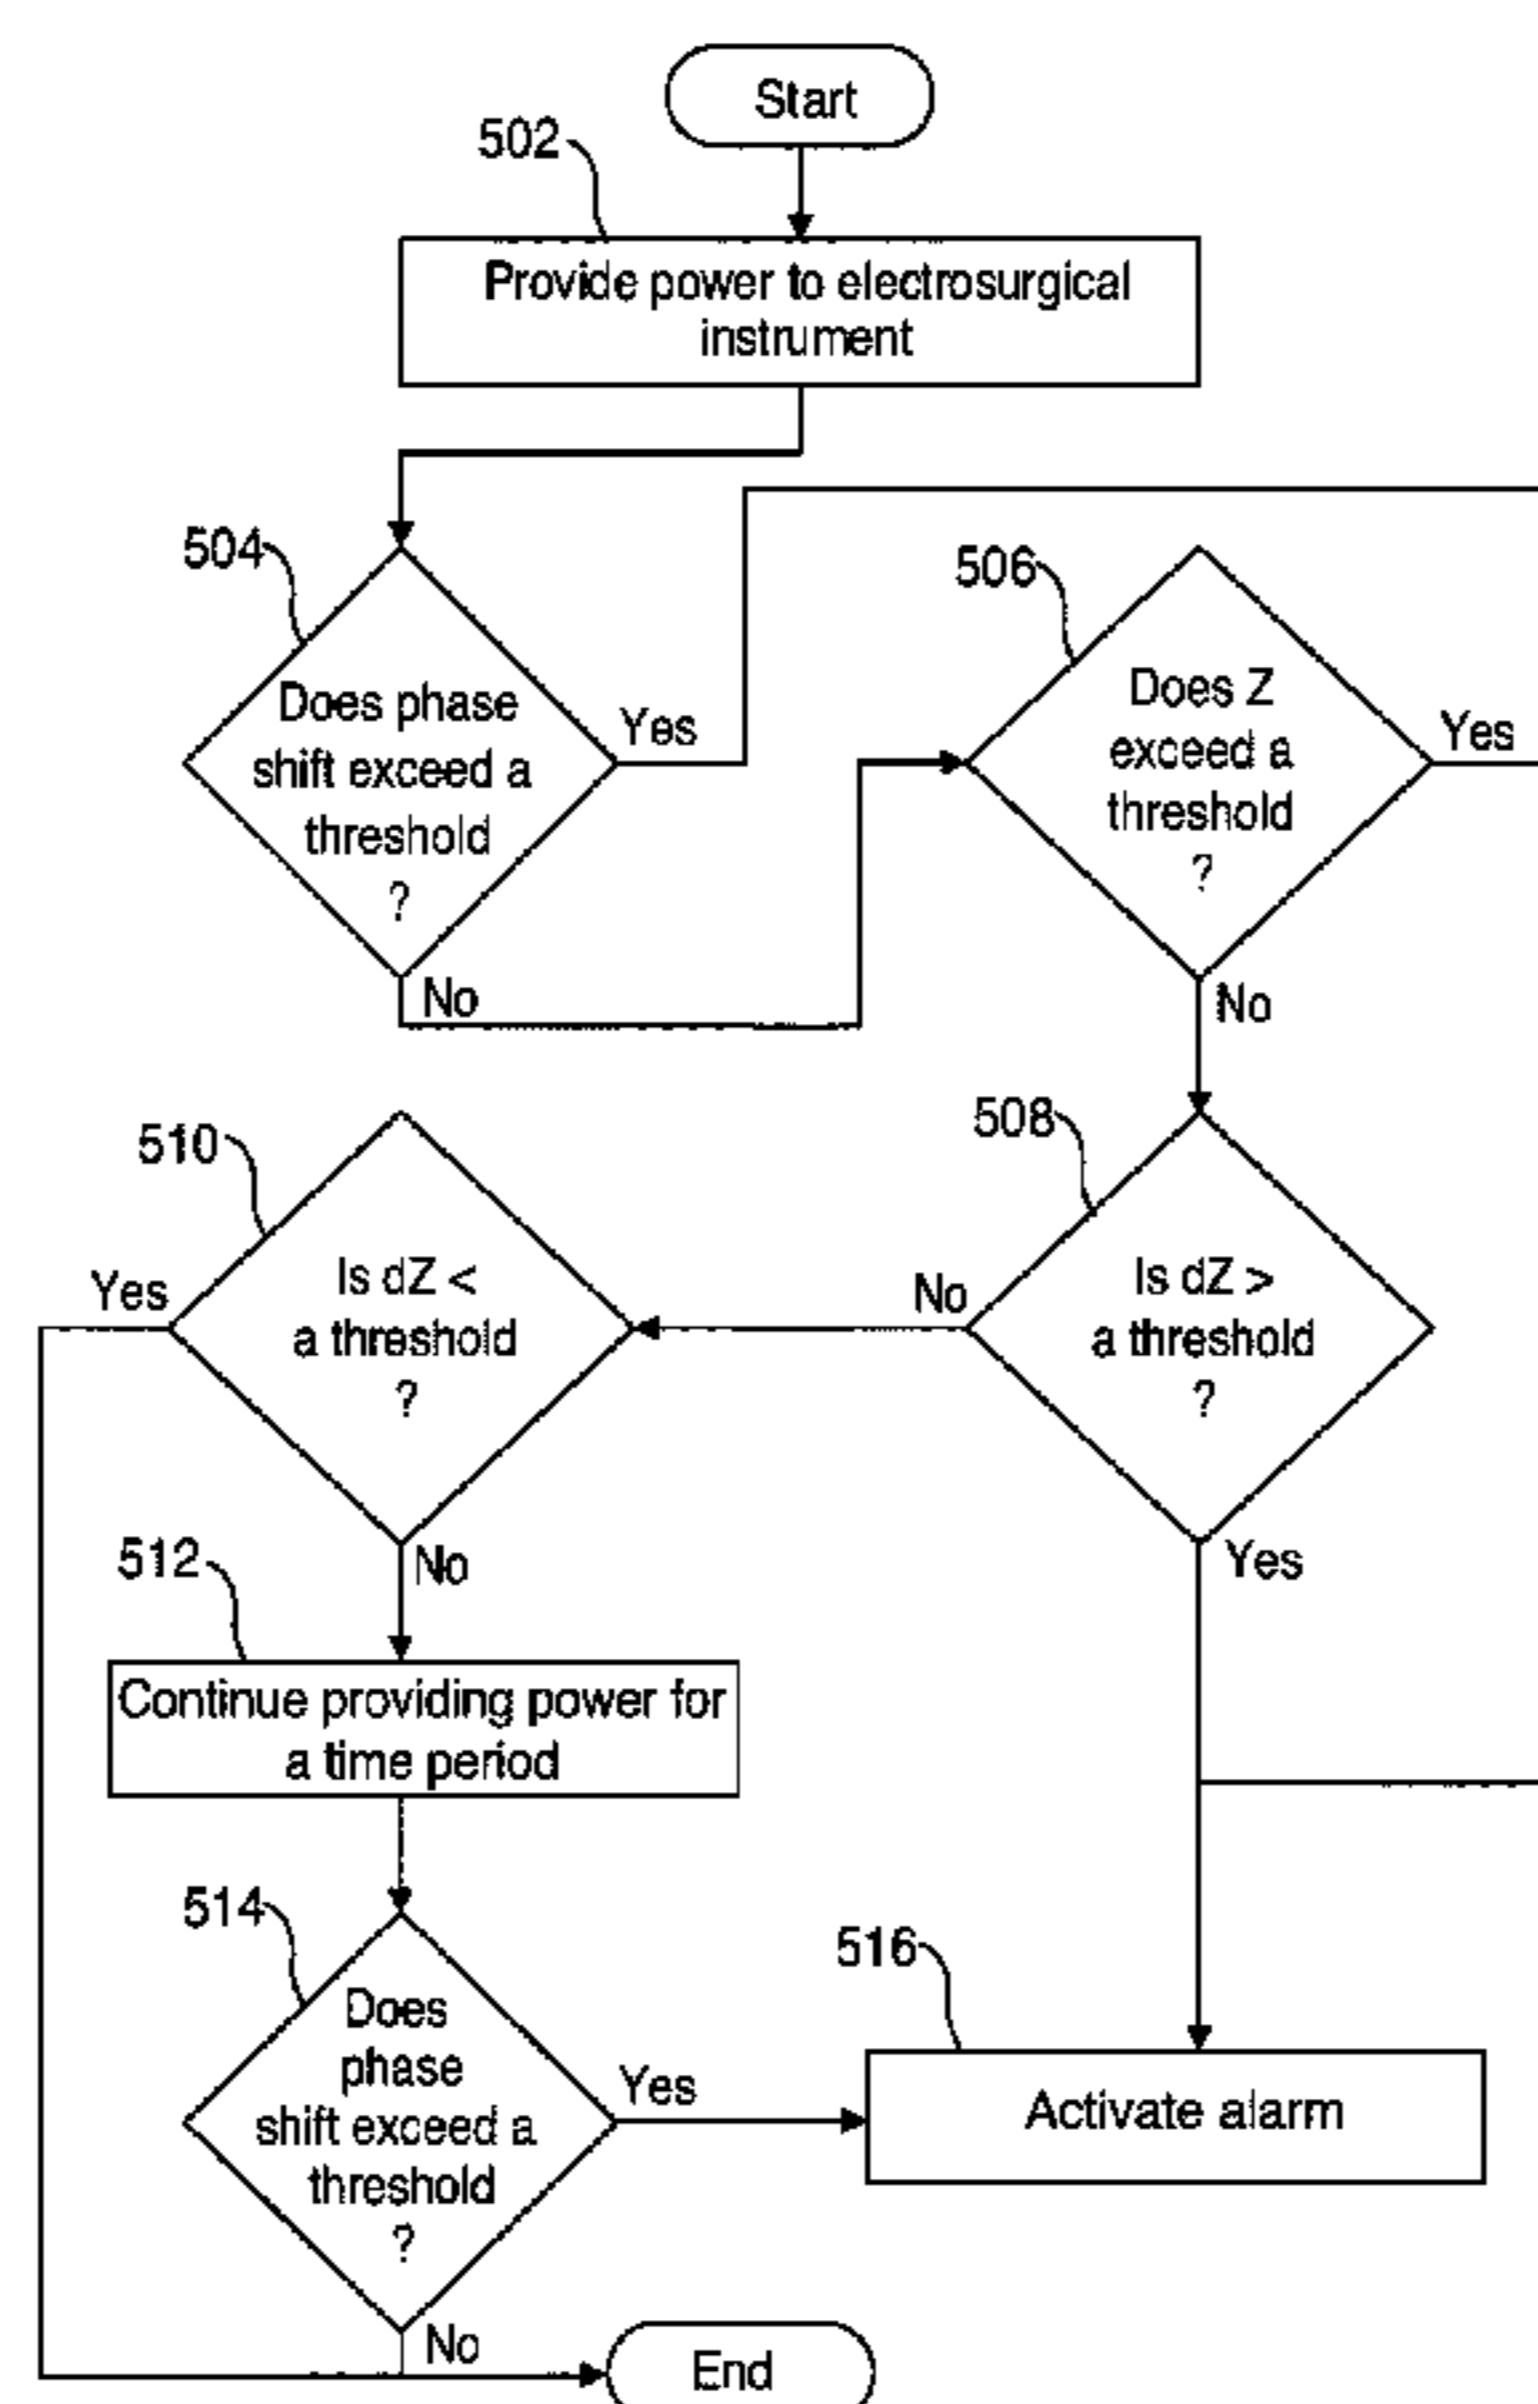 Start
502
Provide power to electrosurgical
instrument
504
Does phase
shift exceed a
threshold
?
Yes
No
506
Does Z
exceed a
threshold
?
Yes
No
508
Is dZ >
a threshold
?
No
Yes
510
Is dZ <
a threshold
?
Yes
No
512
Continue providing power for
a time period
514
Does
phase
shift exceed a
threshold
?
Yes
No
516
Activate alarm
End